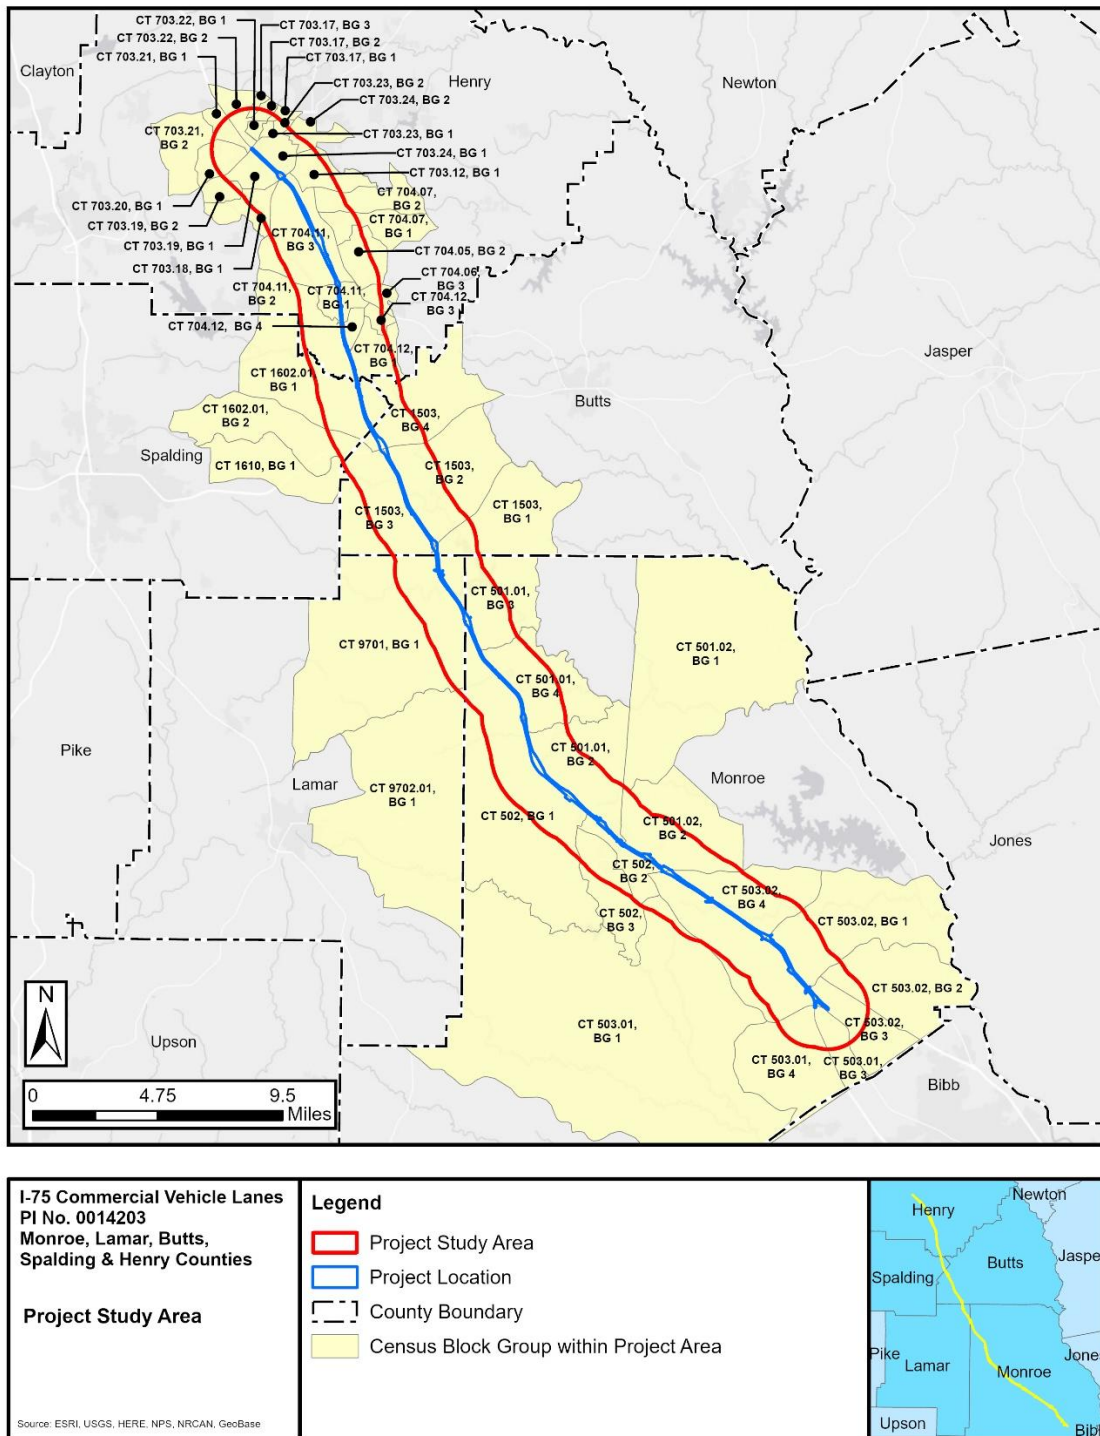 CT 703.22, BG 1
CT 703.17, BG 3
CT 703.22, BG 2
CT 703.17, BG 2
CT 703.21, BG 1
CT 703.17, BG 1
Clayton
CT 703.23, BG 2
Henry
Newton
CT 703.24, BG 2
CT 703.21,
BG 2
CT 703.23, BG 1
CT 703.24, BG 1
CT 703.12, BG 1
CT 703.20, BG 1
CT 704.07,
BG 2
CT 703.19, BG 2
CT 704.07,
BG 1
CT 703.19, BG 1
CT 704.11,
BG 3
CT 704.05, BG 2
CT 703.18, BG 1
CT 704.06,
BG 3
CT 704.11,
BG 2
CT 704.11,
BG 1
CT 704.12,
BG 3
CT 704.12, BG 4
CT 704.12,
BG 1
Jasper
CT 1602.01,
BG 1
Butts
CT 1602.01,
BG 2
CT 1503,
BG 4
Spalding
CT 1610, BG 1
CT 1503,
BG 2
CT 1503,
BG 1
CT 1503,
BG 3
CT 501.01,
BG 3
CT 9701, BG 1
CT 501.02,
BG 1
CT 501.01,
BG 4
Pike
CT 501.01,
BG 2
Monroe
Lamar
CT 9702.01,
BG 1
CT 502, BG 1
CT 501.02,
BG 2
Jones
CT 502,
BG 2
CT 503.02,
BG 4
CT 502,
BG 3
CT 503.02, BG 1
CT 503.02, BG 2
N
CT 503.01,
BG 1
CT 503.02,
BG 3
Upson
CT 503.01,
BG 4
CT 503.01,
BG 3
Bibb
0 4.75 9.5
Miles
I-75 Commercial Vehicle Lanes
PI No. 0014203
Monroe, Lamar, Butts,
Spalding & Henry Counties
Project Study Area
Source: ESRI, USGS, HERE, NPS, NRCAN, GeoBase
Legend
Project Study Area
Project Location
County Boundary
Census Block Group within Project Area
Newton
Henry
Butts
Jaspe
Spalding
Pike
Lamar
Monroe
Jone
Upson
Bib